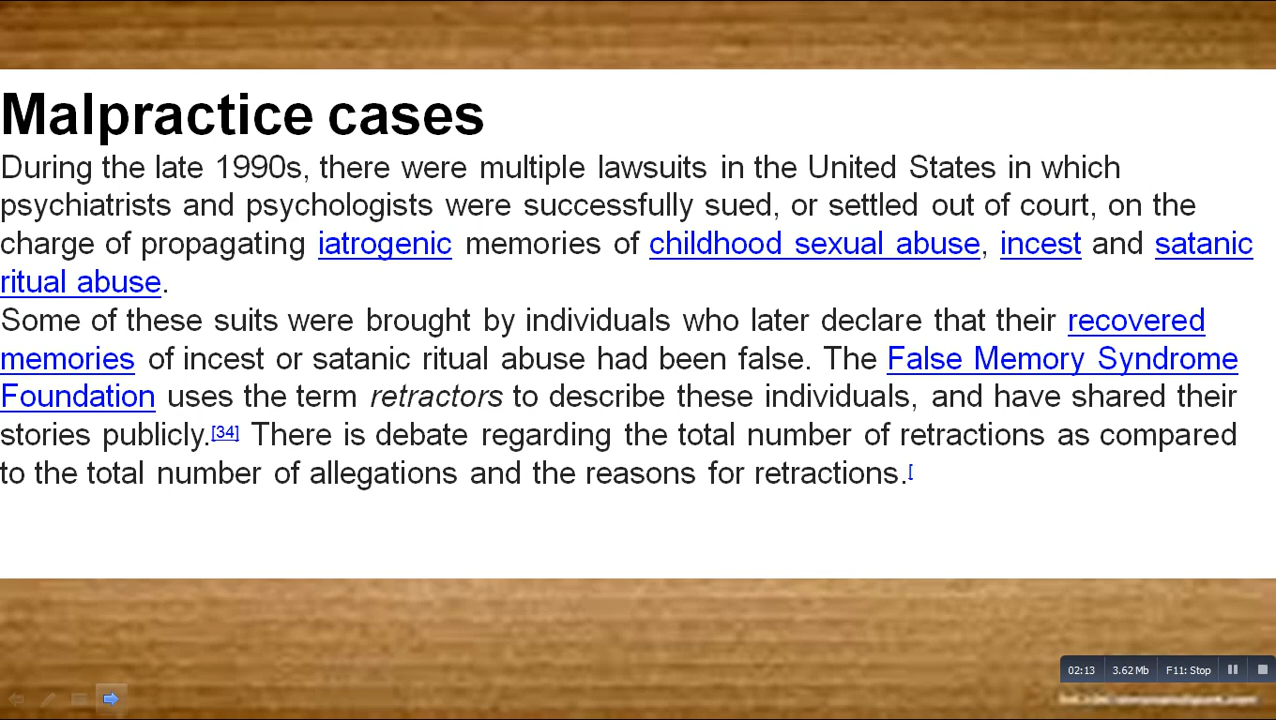 Malpractice cases
During the late 1990s, there were multiple lawsuits in the United States in which
psychiatrists and psychologists were successfully sued, or settled out of court, on the
charge of propagating iatrogenic memories of childhood sexual abuse, incest and satanic
ritual abuse.
Some of these suits were brought by individuals who later declare that their recovered
memories of incest or satanic ritual abuse had been false. The False Memory Syndrome
Foundation uses the term retractors to describe these individuals, and have shared their
stories publicly.[34] There is debate regarding the total number of retractions as compared
to the total number of allegations and the reasons for retractions.[
02:13 3.62 Mb F11: Stop